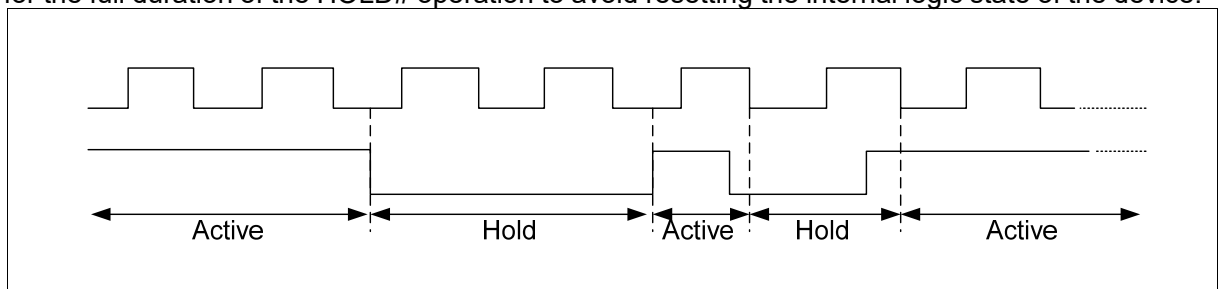 for the full duration of the HOLD# operation to avoid resetting the internal logic state of the device.
Active Hold Active Hold Active